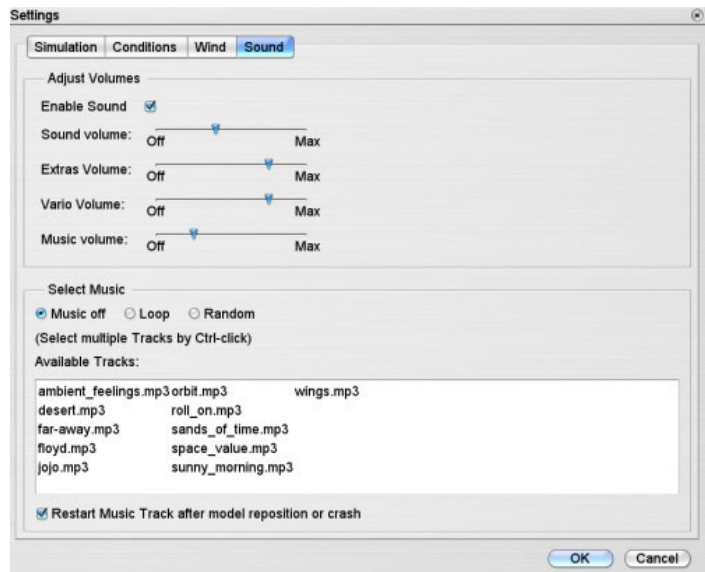 Settings
Simulation Conditions Wind Sound
Adjust Volumes
Enable Sound
Sound volume: Off Max
Extras Volume: Off Max
Vario Volume: Off Max
Music volume: Off Max
Select Music
Music off Loop Random
(Select multiple Tracks by Ctrl-click)
Available Tracks:
ambient_feelings.mp3 orbit.mp3 wings.mp3
desert.mp3 roll_on.mp3
far-away.mp3 sands_of_time.mp3
floyd.mp3 space_value.mp3
jojo.mp3 sunny_morning.mp3
Restart Music Track after model reposition or crash
OK Cancel